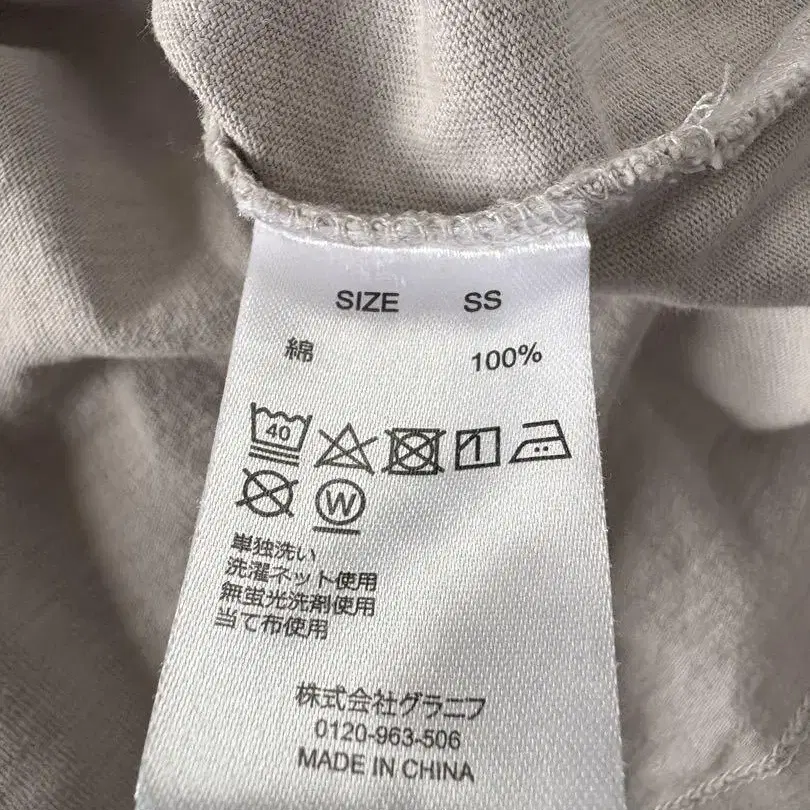 SIZE SS
綿 100%
40
W
単独洗い
洗濯ネット使用
無蛍光洗剤使用
当て布使用
株式会社グラニフ
0120-963-506
MADE IN CHINA